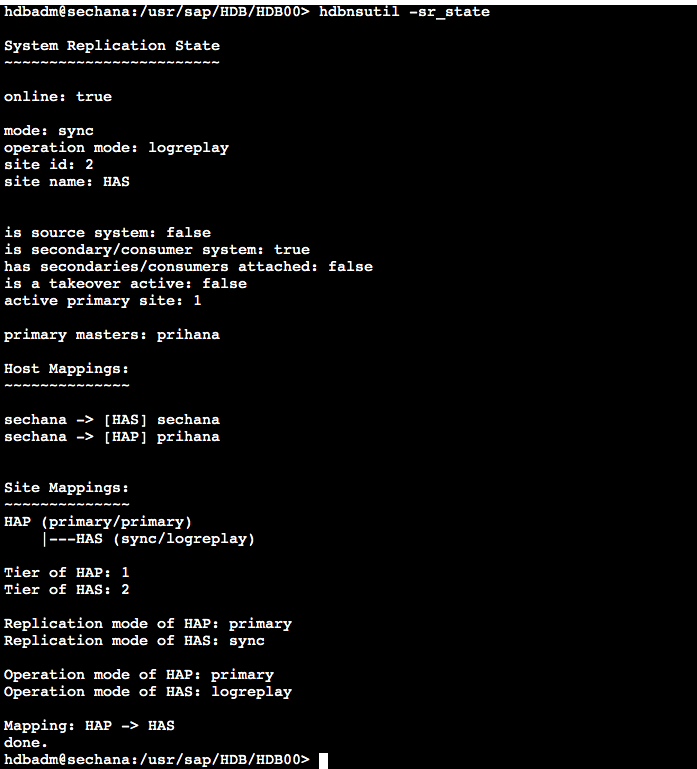 hdbadm@sechana:/usr/sap/HDB/HDB00> hdbnsutil -sr_state
System Replication State
~~~~~~~~~~~~~~~~~~~~~~~~
online: true
mode: sync
operation mode: logreplay
site id: 2
site name: HAS
is source system: false
is secondary/consumer system: true
has secondaries/consumers attached: false
is a takeover active: false
active primary site: 1
primary masters: prihana
Host Mappings:
~~~~~~~~~~~~~~
sechana -> [HAS] sechana
sechana -> [HAP] prihana
Site Mappings:
~~~~~~~~~~~~~~
HAP (primary/primary)
    |---HAS (sync/logreplay)
Tier of HAP: 1
Tier of HAS: 2
Replication mode of HAP: primary
Replication mode of HAS: sync
Operation mode of HAP: primary
Operation mode of HAS: logreplay
Mapping: HAP -> HAS
done.
hdbadm@sechana:/usr/sap/HDB/HDB00>